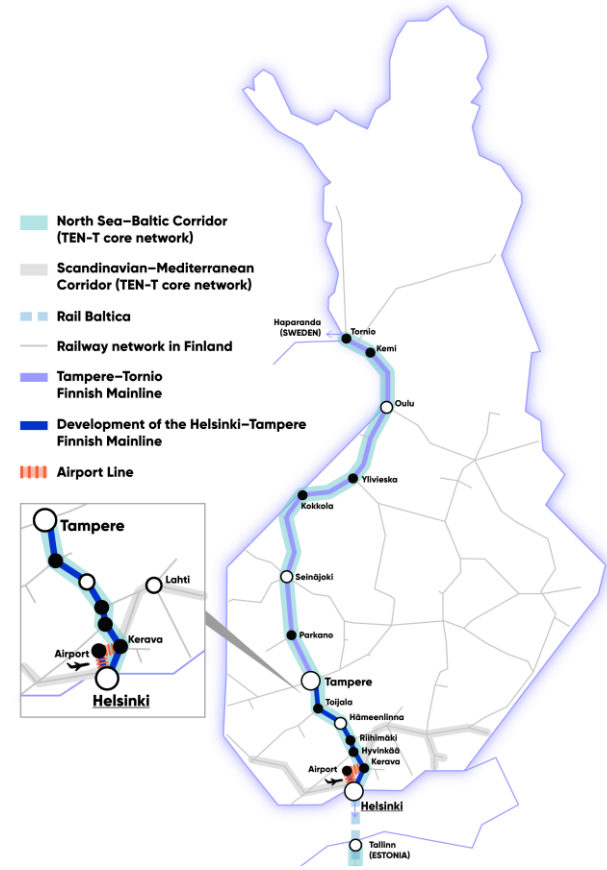 North Sea–Baltic Corridor
(TEN-T core network)
Scandinavian–Mediterranean
Corridor (TEN-T core network)
Rail Baltica
Railway network in Finland
Tampere–Tornio
Finnish Mainline
Development of the Helsinki–Tampere
Finnish Mainline
Airport Line
Tampere
Lahti
Kerava
Airport
Helsinki
Haparanda
(SWEDEN)
Tornio
Kemi
Oulu
Ylivieska
Kokkola
Seinäjoki
Parkano
Tampere
Toijala
Hämeenlinna
Riihimäki
Hyvinkää
Kerava
Airport
Helsinki
Tallinn
(ESTONIA)